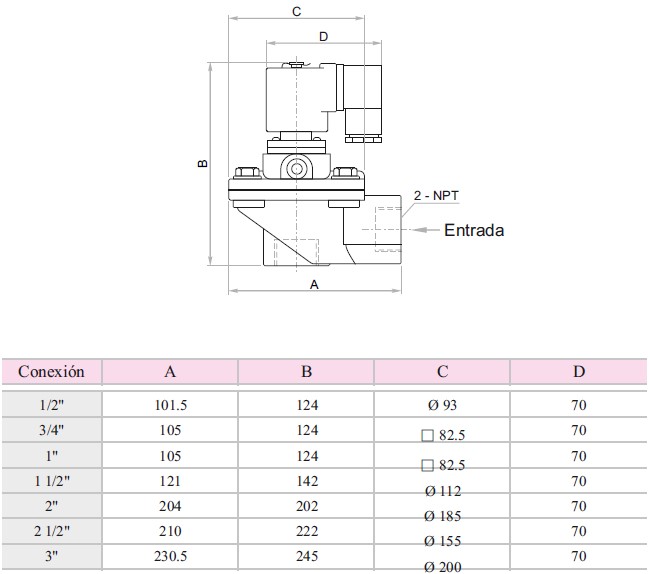 C
D
B
2 - NPT
Entrada
A
Conexión A B C D
1/2" 101.5 124 Ø 93 70
3/4" 105 124 □ 82.5 70
1" 105 124 □ 82.5 70
1 1/2" 121 142 Ø 112 70
2" 204 202 Ø 185 70
2 1/2" 210 222 Ø 155 70
3" 230.5 245 Ø 200 70